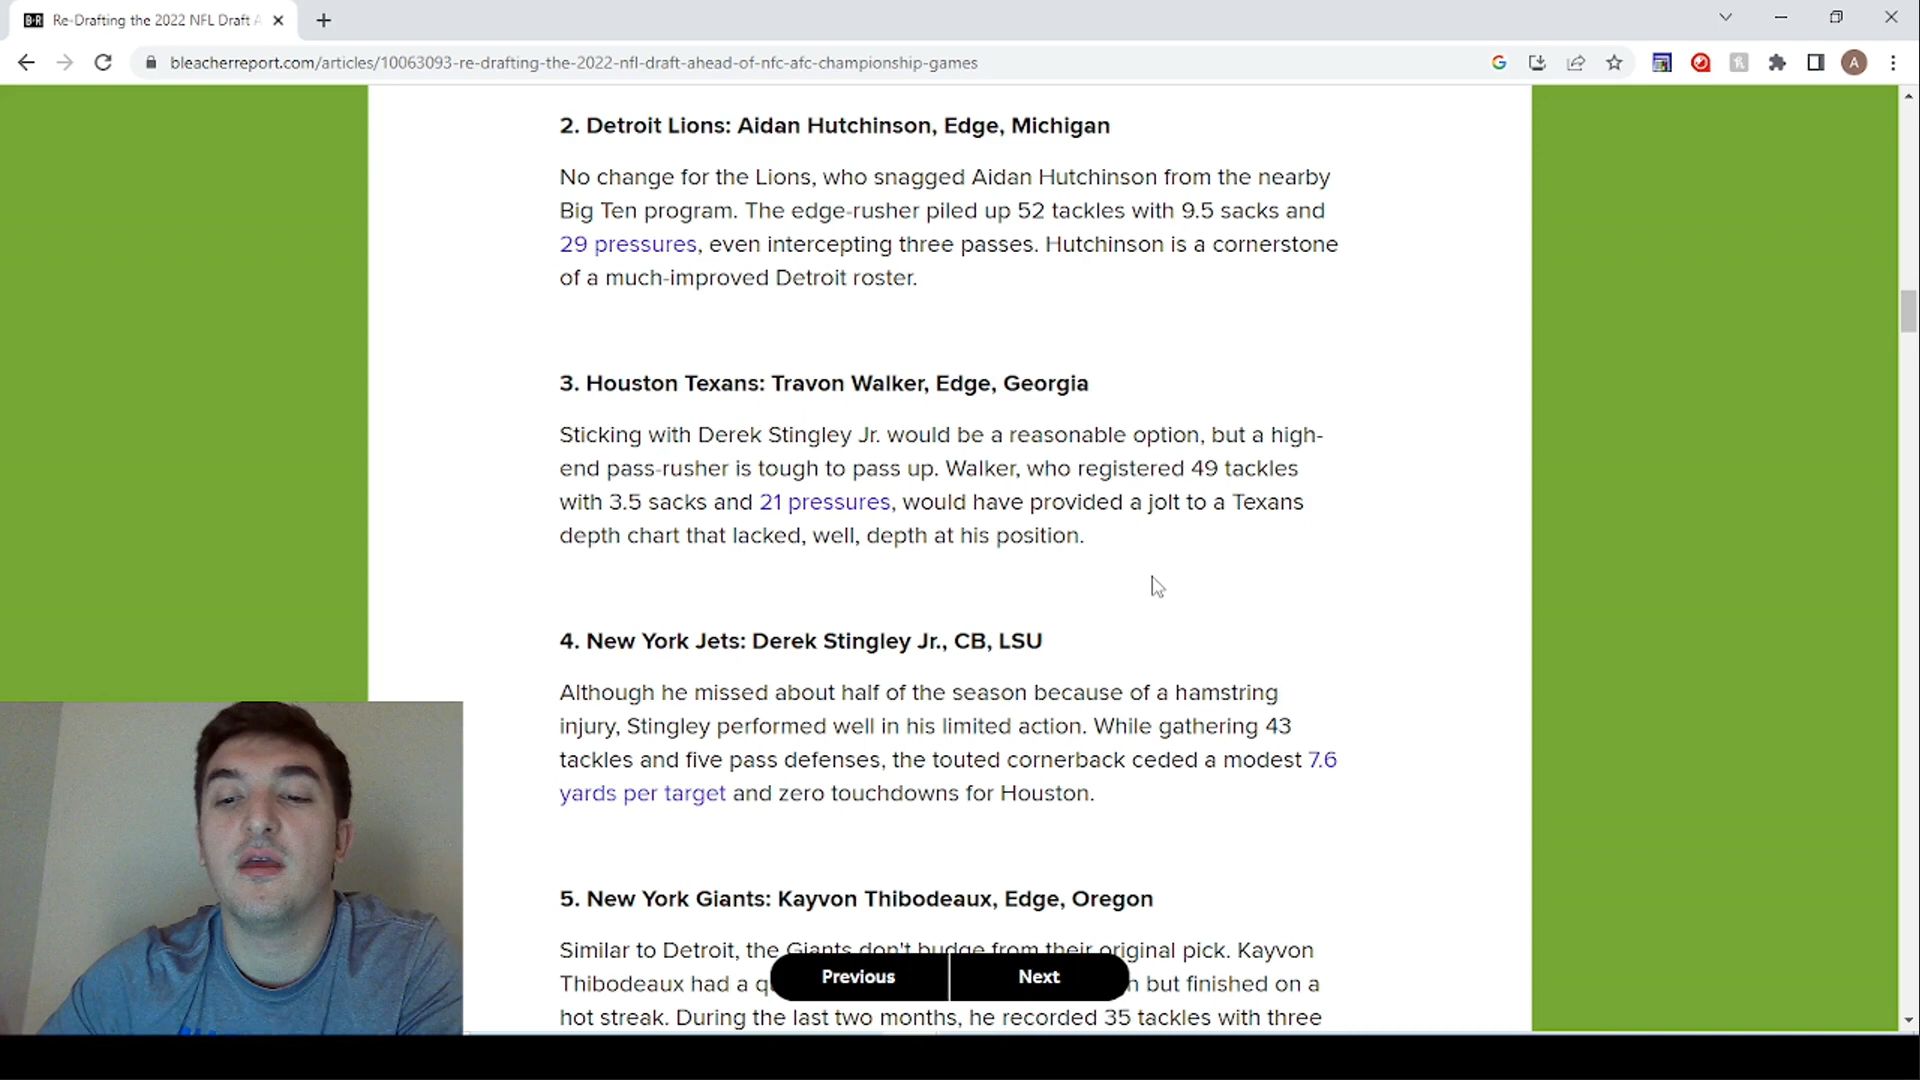 B·R Re-Drafting the 2022 NFL Draft A
bleacherreport.com/articles/10063093-re-drafting-the-2022-nfl-draft-ahead-of-nfc-afc-championship-games
A
2. Detroit Lions: Aidan Hutchinson, Edge, Michigan
No change for the Lions, who snagged Aidan Hutchinson from the nearby
Big Ten program. The edge-rusher piled up 52 tackles with 9.5 sacks and
29 pressures, even intercepting three passes. Hutchinson is a cornerstone
of a much-improved Detroit roster.
3. Houston Texans: Travon Walker, Edge, Georgia
Sticking with Derek Stingley Jr. would be a reasonable option, but a high-
end pass-rusher is tough to pass up. Walker, who registered 49 tackles
with 3.5 sacks and 21 pressures, would have provided a jolt to a Texans
depth chart that lacked, well, depth at his position.
4. New York Jets: Derek Stingley Jr., CB, LSU
Although he missed about half of the season because of a hamstring
injury, Stingley performed well in his limited action. While gathering 43
tackles and five pass defenses, the touted cornerback ceded a modest 7.6
yards per target and zero touchdowns for Houston.
5. New York Giants: Kayvon Thibodeaux, Edge, Oregon
Similar to Detroit, the Giants don't budge from their original pick. Kayvon
Thibodeaux had a q Previous Next n but finished on a
hot streak. During the last two months, he recorded 35 tackles with three